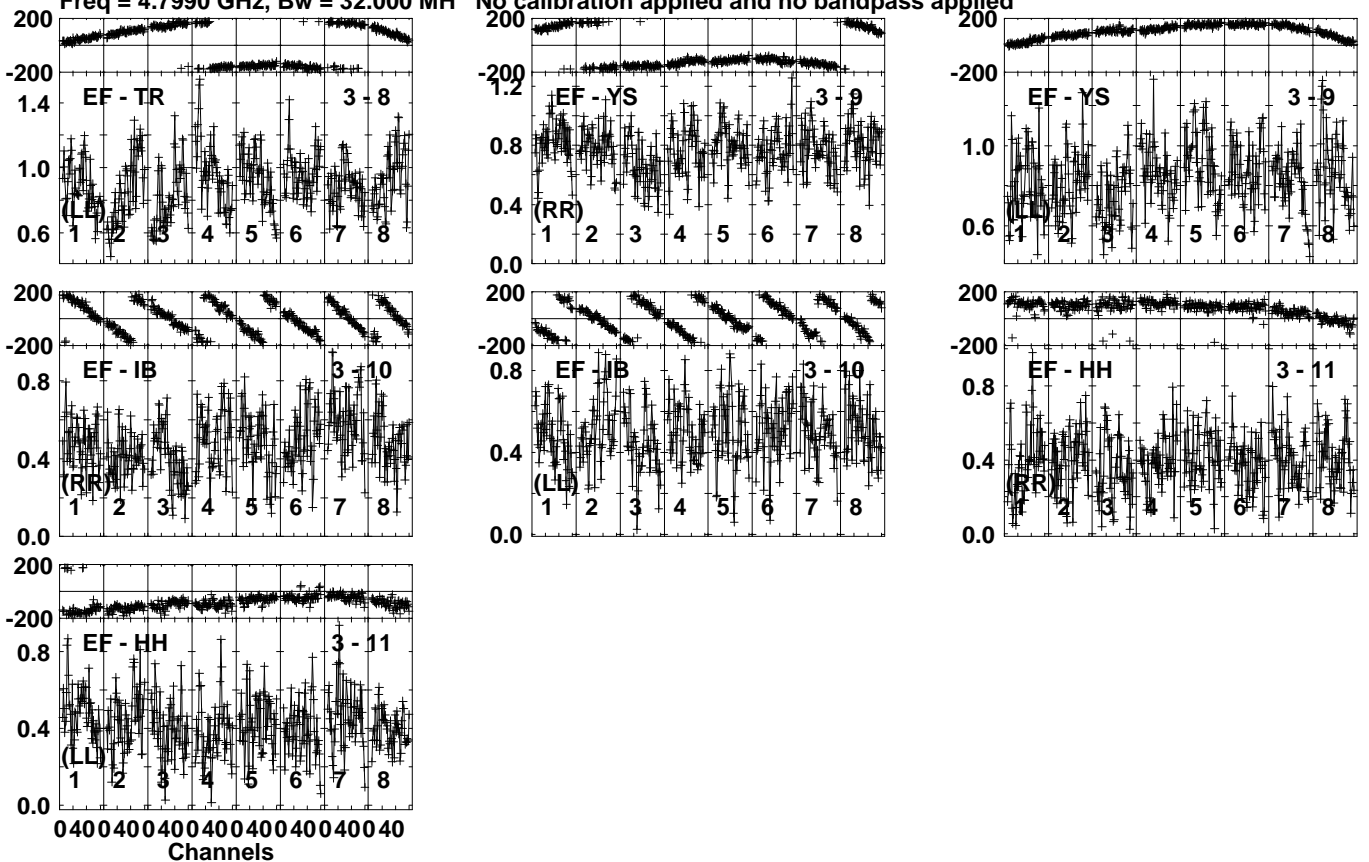 Freq = 4.7990 GHz, Bw = 32.000 MH No calibration applied and no bandpass applied
200
-200
EF - TR 3 - 8
1.4
1.0
0.6
(LL)
1 2 3 4 5 6 7 8
200
-200
EF - YS 3 - 9
1.2
0.8
0.4
0.0
(RR)
1 2 3 4 5 6 7 8
200
-200
EF - YS 3 - 9
1.0
0.6
(LL)
1 2 3 4 5 6 7 8
200
-200
EF - IB 3 - 10
0.8
0.4
0.0
(RR)
1 2 3 4 5 6 7 8
200
-200
EF - IB 3 - 10
0.8
0.4
0.0
(LL)
1 2 3 4 5 6 7 8
200
-200
EF - HH 3 - 11
0.8
0.4
0.0
(RR)
1 2 3 4 5 6 7 8
200
-200
EF - HH 3 - 11
0.8
0.4
0.0
(LL)
1 2 3 4 5 6 7 8
0 40 0 40 0 40 0 40 0 40 0 40 0 40 0 40
Channels